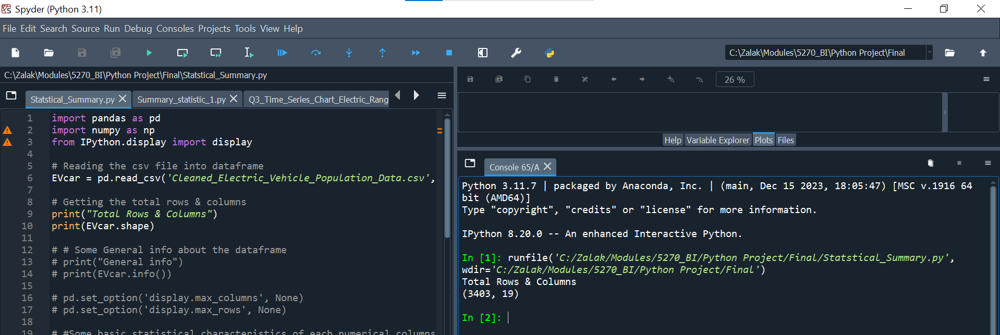 Spyder (Python 3.11)
File Edit Search Source Run Debug Consoles Projects Tools View Help
C:\Zalak\Modules\5270_BI\Python Project\Final
C:\Zalak\Modules\5270_BI\Python Project\Final\Statstical_Summary.py
Statstical_Summary.py
Summary_statistic_1.py
Q3_Time_Series_Chart_Electric_Rang
1 import pandas as pd
2 import numpy as np
3 from IPython.display import display
4
5 # Reading the csv file into dataframe
6 EVcar = pd.read_csv('Cleaned_Electric_Vehicle_Population_Data.csv',
7
8 # Getting the total rows & columns
9 print("Total Rows & Columns")
10 print(EVcar.shape)
11
12 # # Some General info about the dataframe
13 # print("General info")
14 # print(EVcar.info())
15
16 # pd.set_option('display.max_columns', None)
17 # pd.set_option('display.max_rows', None)
18
19 # #Some basic statistical characteristics of each numerical columns
26 %
Help Variable Explorer Plots Files
Console 65/A
Python 3.11.7 | packaged by Anaconda, Inc. | (main, Dec 15 2023, 18:05:47) [MSC v.1916 64
bit (AMD64)]
Type "copyright", "credits" or "license" for more information.
IPython 8.20.0 -- An enhanced Interactive Python.
In [1]: runfile('C:/Zalak/Modules/5270_BI/Python Project/Final/Statstical_Summary.py',
wdir='C:/Zalak/Modules/5270_BI/Python Project/Final')
Total Rows & Columns
(3403, 19)
In [2]: